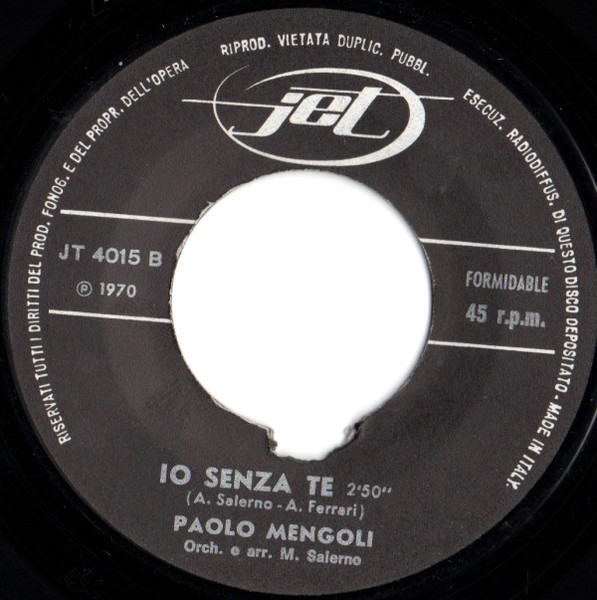 RISERVATI TUTTI I DIRITTI DEL PROD. FONOG. E DEL PROPR. DELL'OPERA
RIPROD. VIETATA DUPLIC. PUBBL.
ESECUZ. RADIODIFFUS. DI QUESTO DISCO DEPOSITATO - MADE IN ITALY
jet
JT 4015 B
℗ 1970
FORMIDABLE
45 r.p.m.
IO SENZA TE 2'50"
(A. Salerno - A. Ferrari)
PAOLO MENGOLI
Orch. e arr. M. Salerno